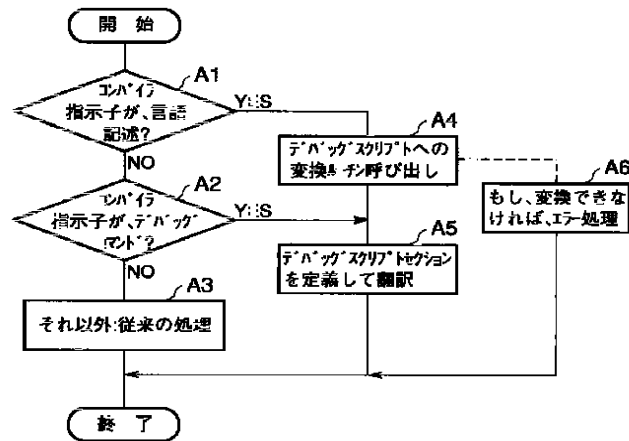 開 始
A1
コンパイラ
指示子が、言語
記述?
YES
NO
A2
コンパイラ
指示子が、デバッグ
コマンド?
YES
NO
A3
それ以外:従来の処理
A4
デバッグスクリプトへの
変換ルーチン呼び出し
A5
デバッグスクリプトセクション
を定義して翻訳
A6
もし、変換できな
ければ、エラー処理
終 了